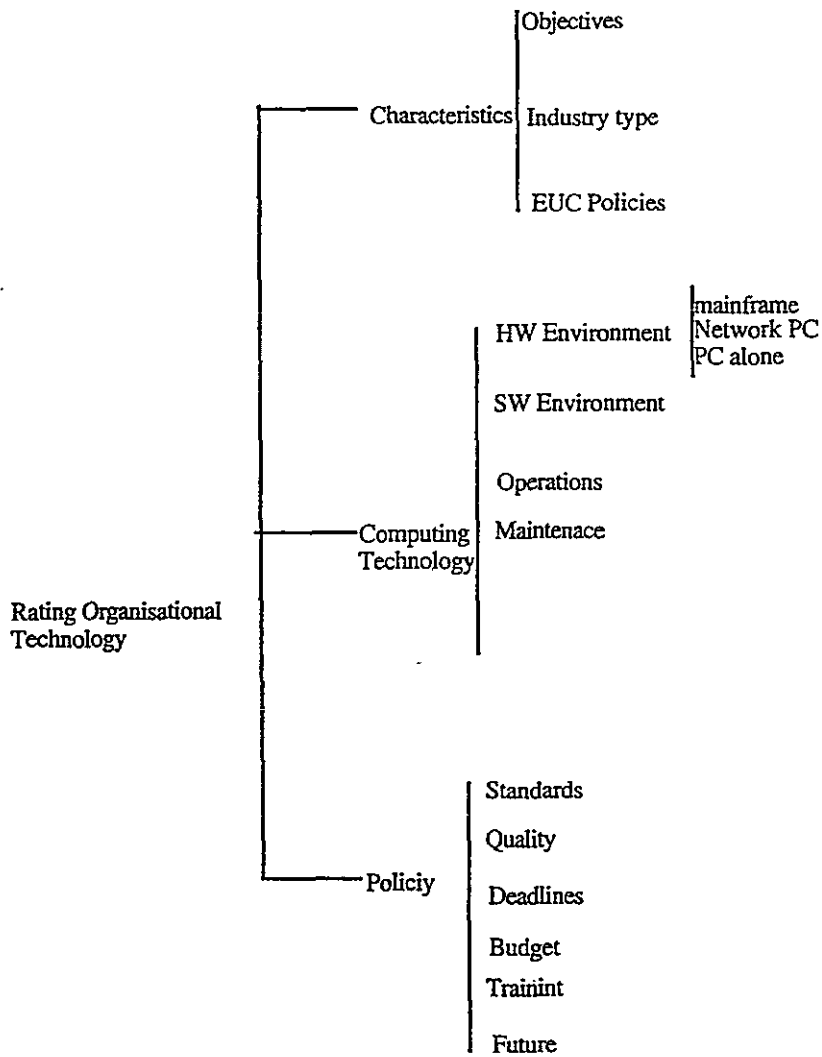 Objectives
Characteristics
Industry type
EUC Policies
mainframe
HW Environment
Network PC
PC alone
SW Environment
Operations
Computing
Technology
Maintenace
Rating Organisational
Technology
Standards
Quality
Policiy
Deadlines
Budget
Trainint
Future